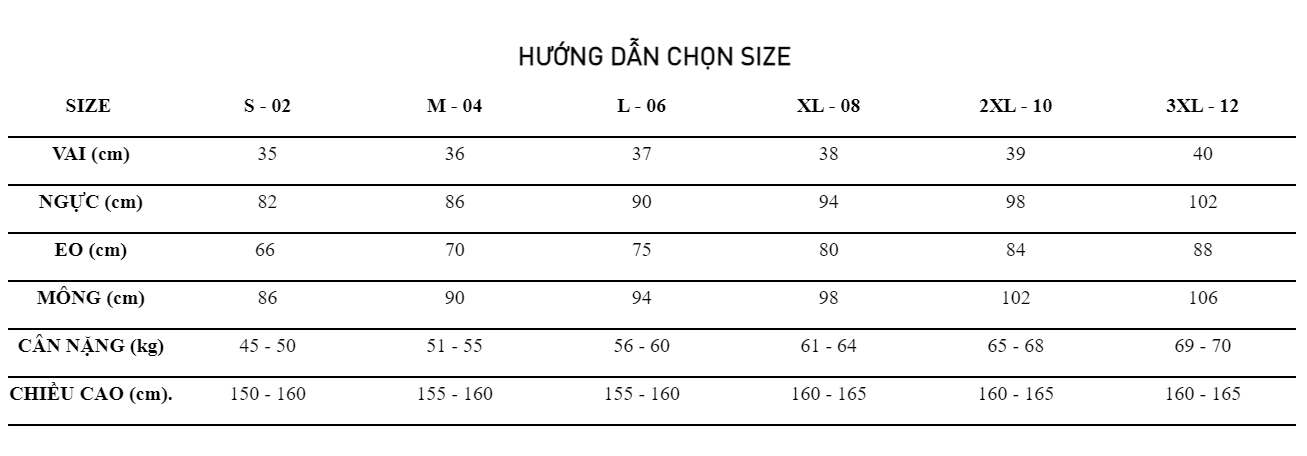 HƯỚNG DẪN CHỌN SIZE
SIZE S - 02 M - 04 L - 06 XL - 08 2XL - 10 3XL - 12
VAI (cm) 35 36 37 38 39 40
NGỰC (cm) 82 86 90 94 98 102
EO (cm) 66 70 75 80 84 88
MÔNG (cm) 86 90 94 98 102 106
CÂN NẶNG (kg) 45 - 50 51 - 55 56 - 60 61 - 64 65 - 68 69 - 70
CHIỀU CAO (cm). 150 - 160 155 - 160 155 - 160 160 - 165 160 - 165 160 - 165